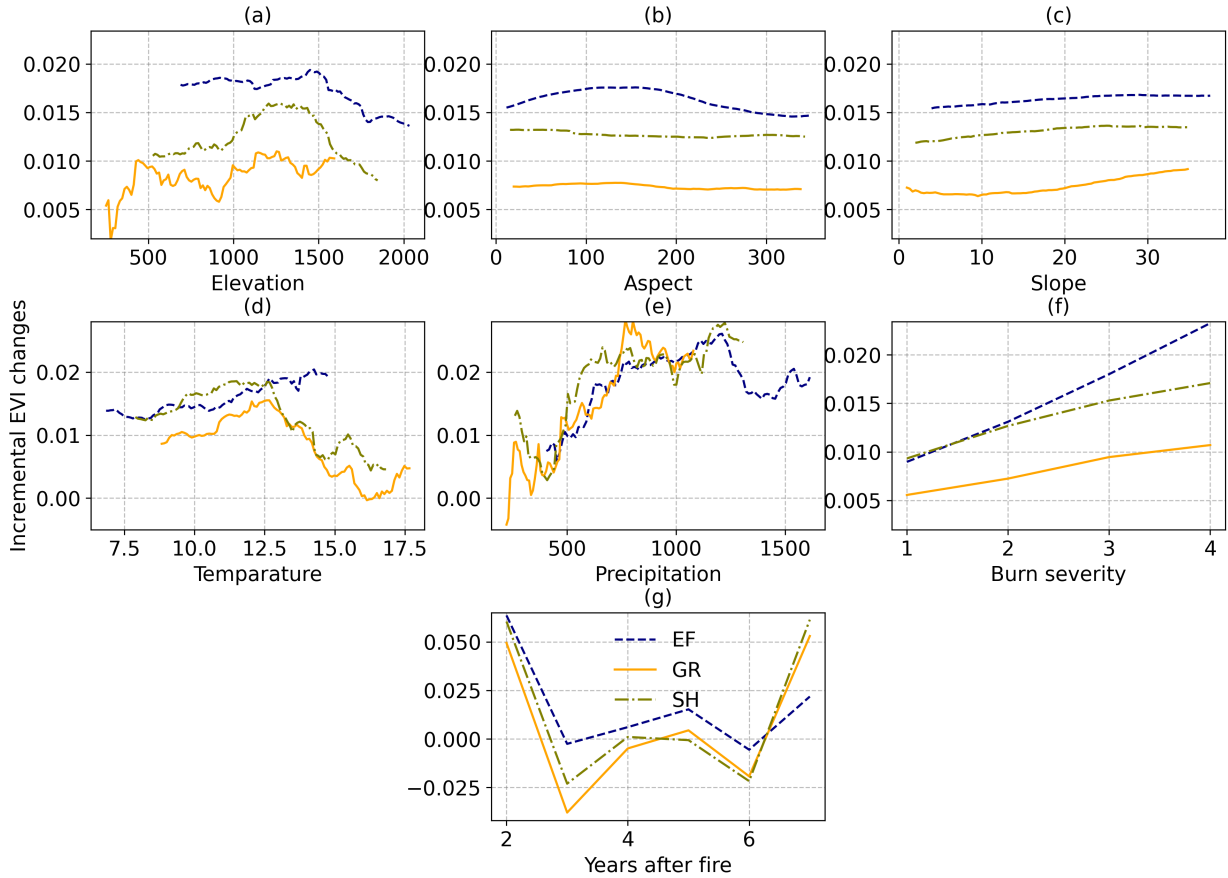 (a) (b) (c)
0.020 0.020 0.020
0.015 0.015 0.015
0.010 0.010 0.010
0.005 0.005 0.005
500 1000 1500 2000 0 100 200 300 0 10 20 30
Elevation Aspect Slope
(d) (e) (f)
Incremental EVI changes
0.02 0.02 0.020
0.01 0.01 0.015
0.00 0.00 0.010
0.005
7.5 10.0 12.5 15.0 17.5 500 1000 1500 1 2 3 4
Temparature Precipitation Burn severity
(g)
0.050 EF
0.025 GR
0.000 SH
−0.025
2 4 6
Years after fire